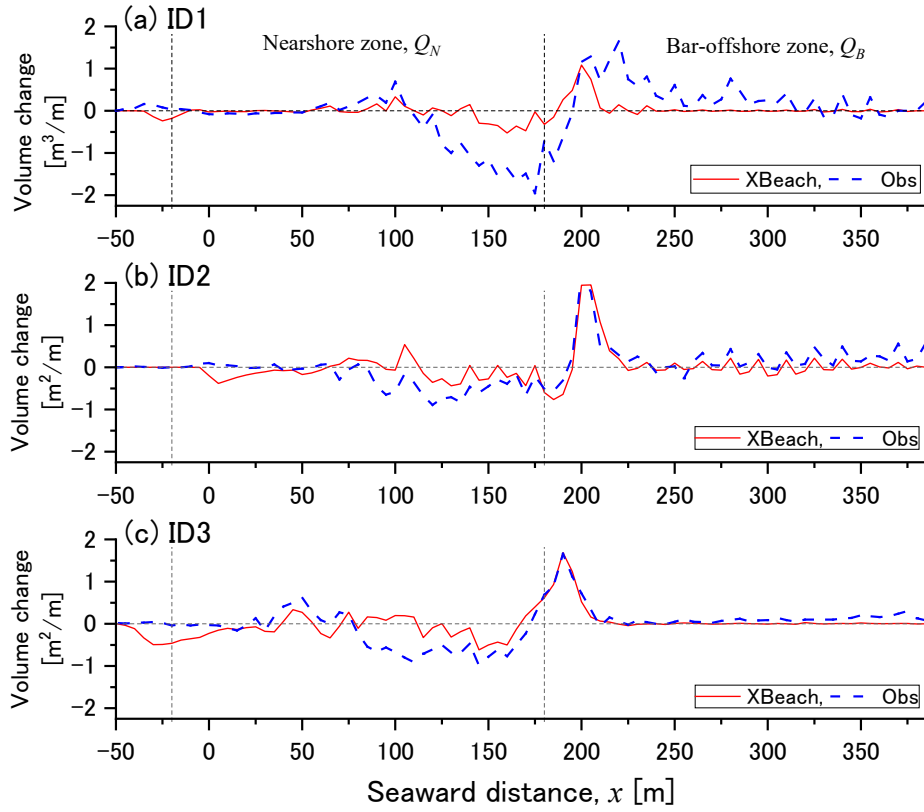 (a) ID1
Nearshore zone, Q_N
Bar-offshore zone, Q_B
Volume change
[m³/m]
2
1
0
−1
−2
XBeach, Obs
−50 0 50 100 150 200 250 300 350
(b) ID2
Volume change
[m²/m]
2
1
0
−1
−2
XBeach, Obs
−50 0 50 100 150 200 250 300 350
(c) ID3
Volume change
[m²/m]
2
1
0
−1
−2
XBeach, Obs
−50 0 50 100 150 200 250 300 350
Seaward distance, x [m]